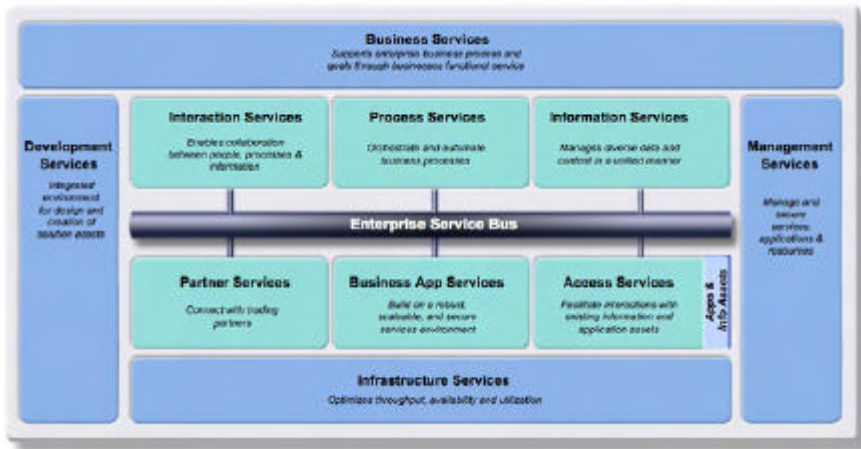 Business Services
Supports enterprise business process and
goals through businesses functional service
Development
Services
Integrated
environment
for design and
creation of
solution assets
Interaction Services
Enables collaboration
between people, processes &
information
Process Services
Orchestrate and automate
business processes
Information Services
Manages diverse data and
content in a unified manner
Management
Services
Manage and
secure
services,
applications &
resources
Enterprise Service Bus
Partner Services
Connect with trading
partners
Business App Services
Build on a robust,
scaleable, and secure
services environment
Access Services
Facilitate interactions with
existing information and
application assets
Apps &
Info Assets
Infrastructure Services
Optimizes throughput, availability and utilization